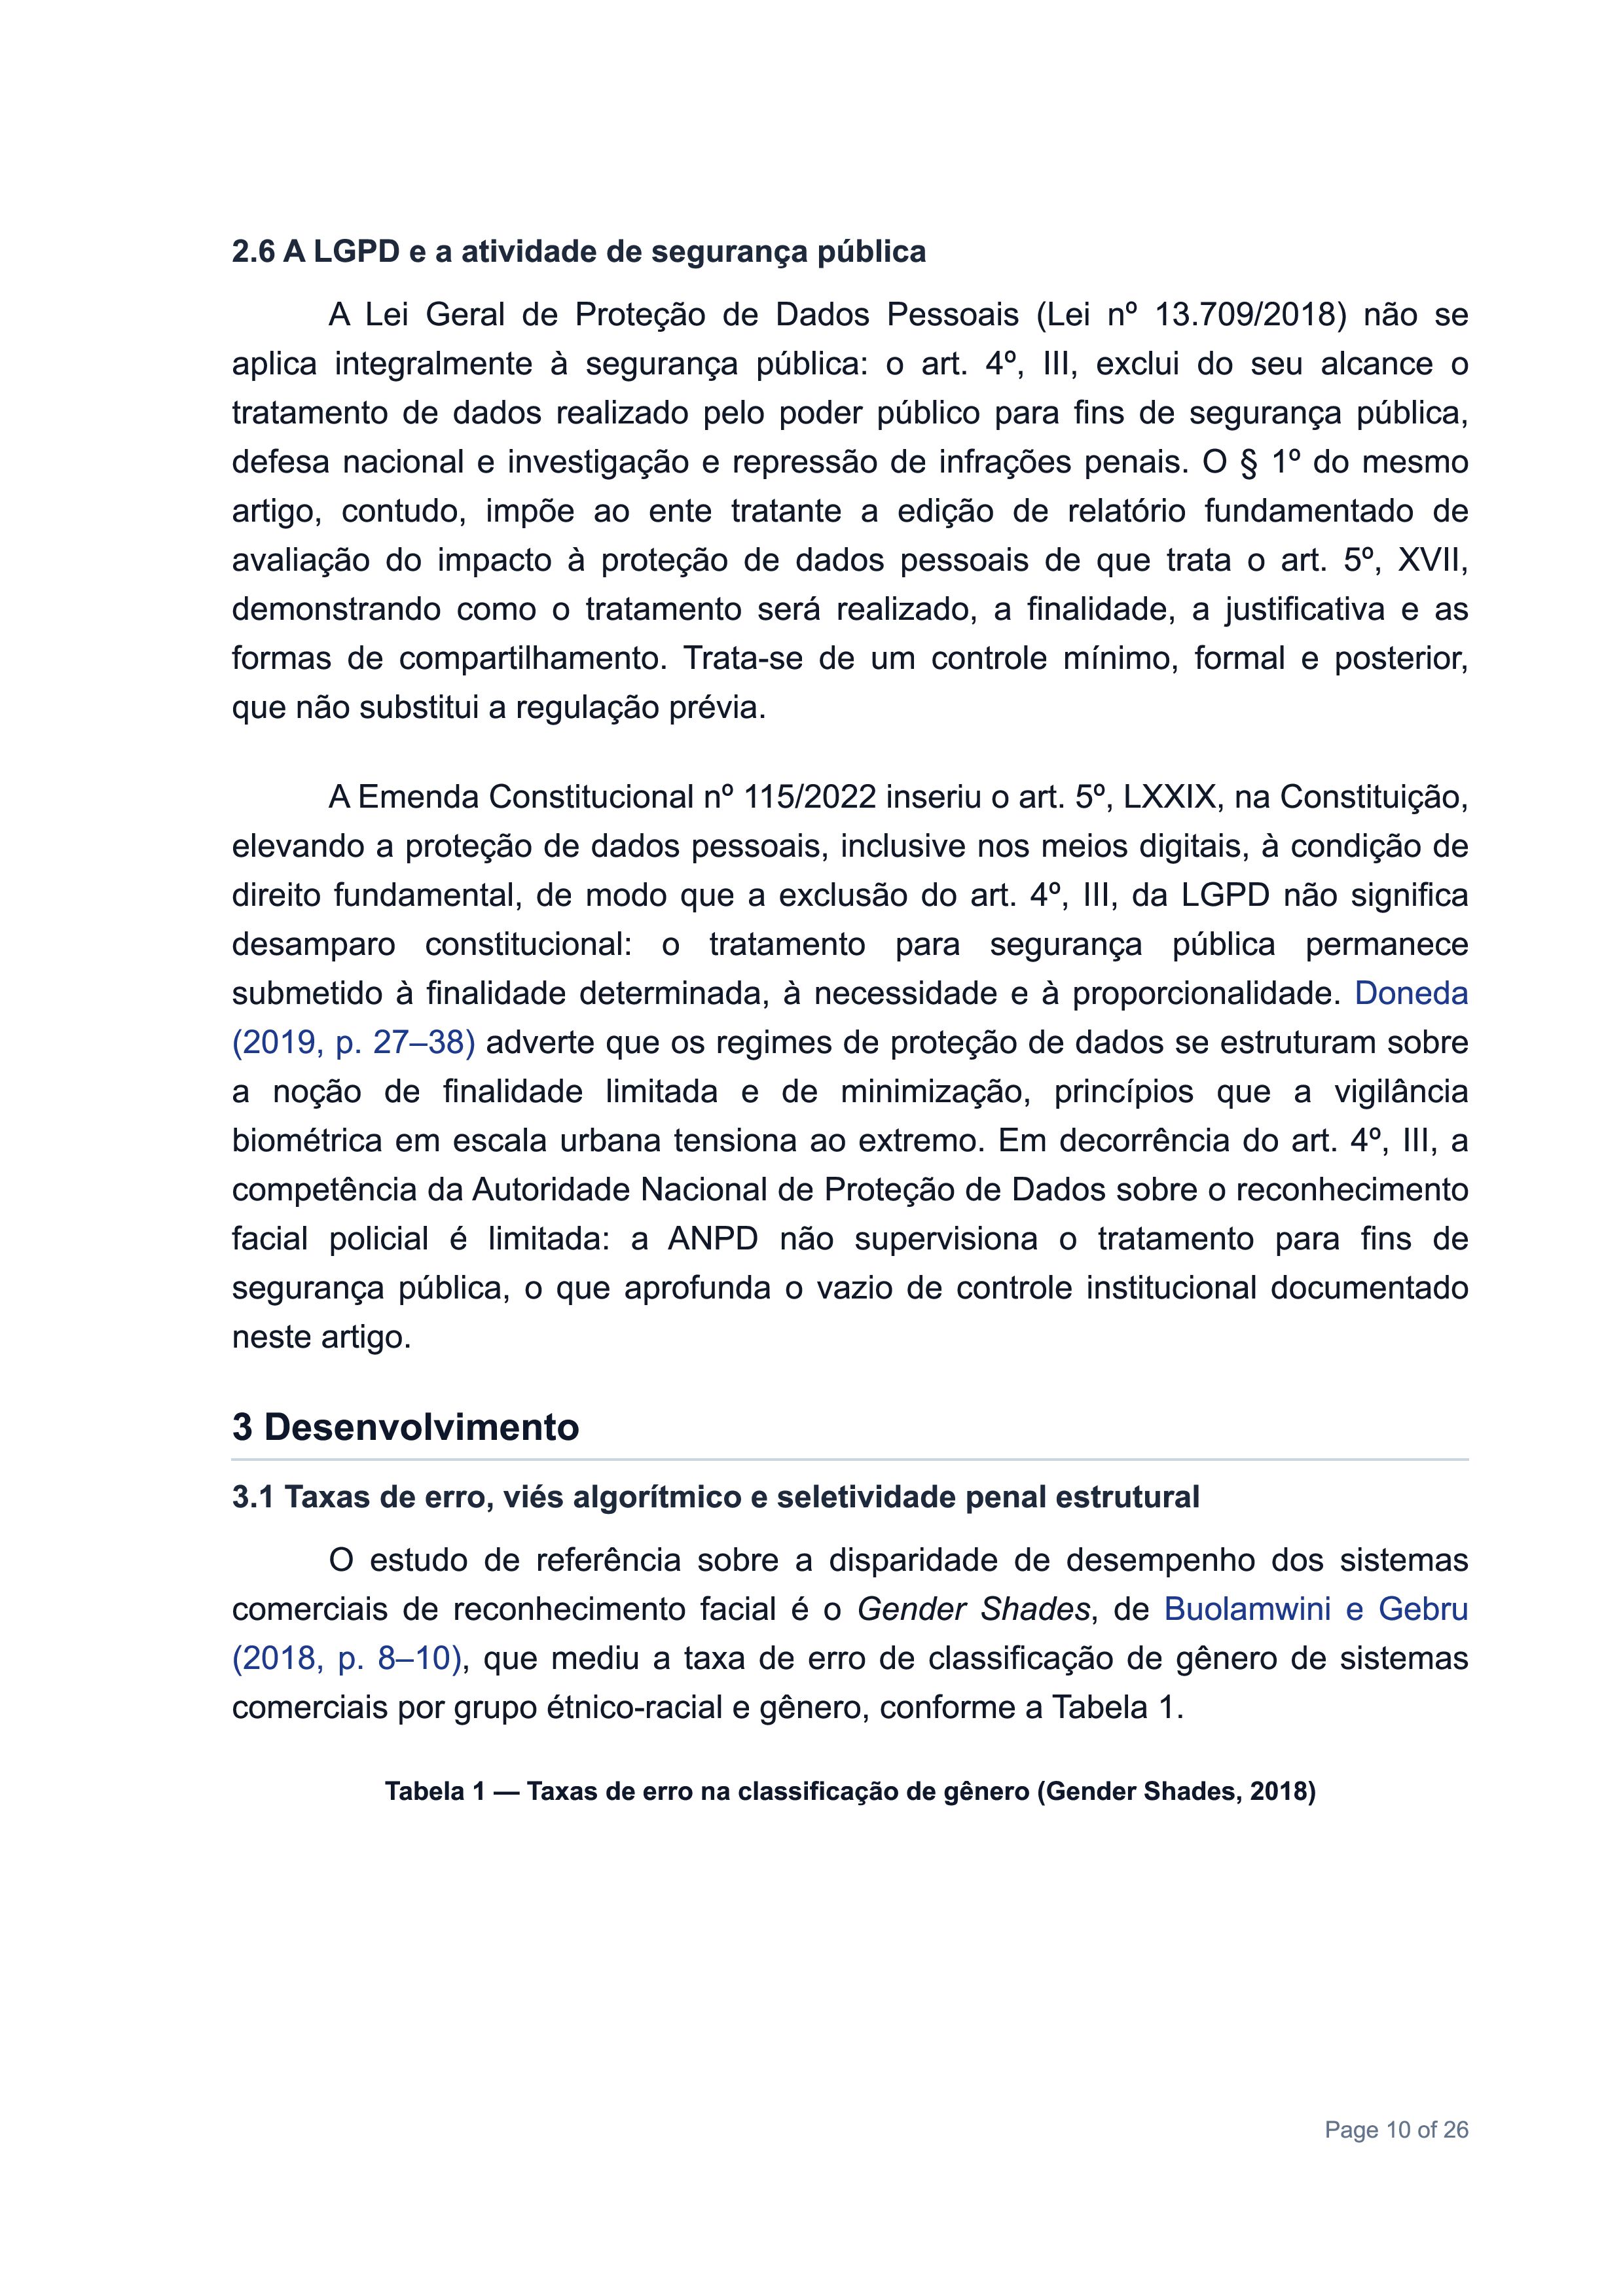 2.6 A LGPD e a atividade de segurança pública
A Lei Geral de Proteção de Dados Pessoais (Lei nº 13.709/2018) não se
aplica integralmente à segurança pública: o art. 4º, III, exclui do seu alcance o
tratamento de dados realizado pelo poder público para fins de segurança pública,
defesa nacional e investigação e repressão de infrações penais. O § 1º do mesmo
artigo, contudo, impõe ao ente tratante a edição de relatório fundamentado de
avaliação do impacto à proteção de dados pessoais de que trata o art. 5º, XVII,
demonstrando como o tratamento será realizado, a finalidade, a justificativa e as
formas de compartilhamento. Trata-se de um controle mínimo, formal e posterior,
que não substitui a regulação prévia.
A Emenda Constitucional nº 115/2022 inseriu o art. 5º, LXXIX, na Constituição,
elevando a proteção de dados pessoais, inclusive nos meios digitais, à condição de
direito fundamental, de modo que a exclusão do art. 4º, III, da LGPD não significa
desamparo constitucional: o tratamento para segurança pública permanece
submetido à finalidade determinada, à necessidade e à proporcionalidade. Doneda
(2019, p. 27–38) adverte que os regimes de proteção de dados se estruturam sobre
a noção de finalidade limitada e de minimização, princípios que a vigilância
biométrica em escala urbana tensiona ao extremo. Em decorrência do art. 4º, III, a
competência da Autoridade Nacional de Proteção de Dados sobre o reconhecimento
facial policial é limitada: a ANPD não supervisiona o tratamento para fins de
segurança pública, o que aprofunda o vazio de controle institucional documentado
neste artigo.
3 Desenvolvimento
3.1 Taxas de erro, viés algorítmico e seletividade penal estrutural
O estudo de referência sobre a disparidade de desempenho dos sistemas
comerciais de reconhecimento facial é o Gender Shades, de Buolamwini e Gebru
(2018, p. 8–10), que mediu a taxa de erro de classificação de gênero de sistemas
comerciais por grupo étnico-racial e gênero, conforme a Tabela 1.
Tabela 1 — Taxas de erro na classificação de gênero (Gender Shades, 2018)
Page 10 of 26